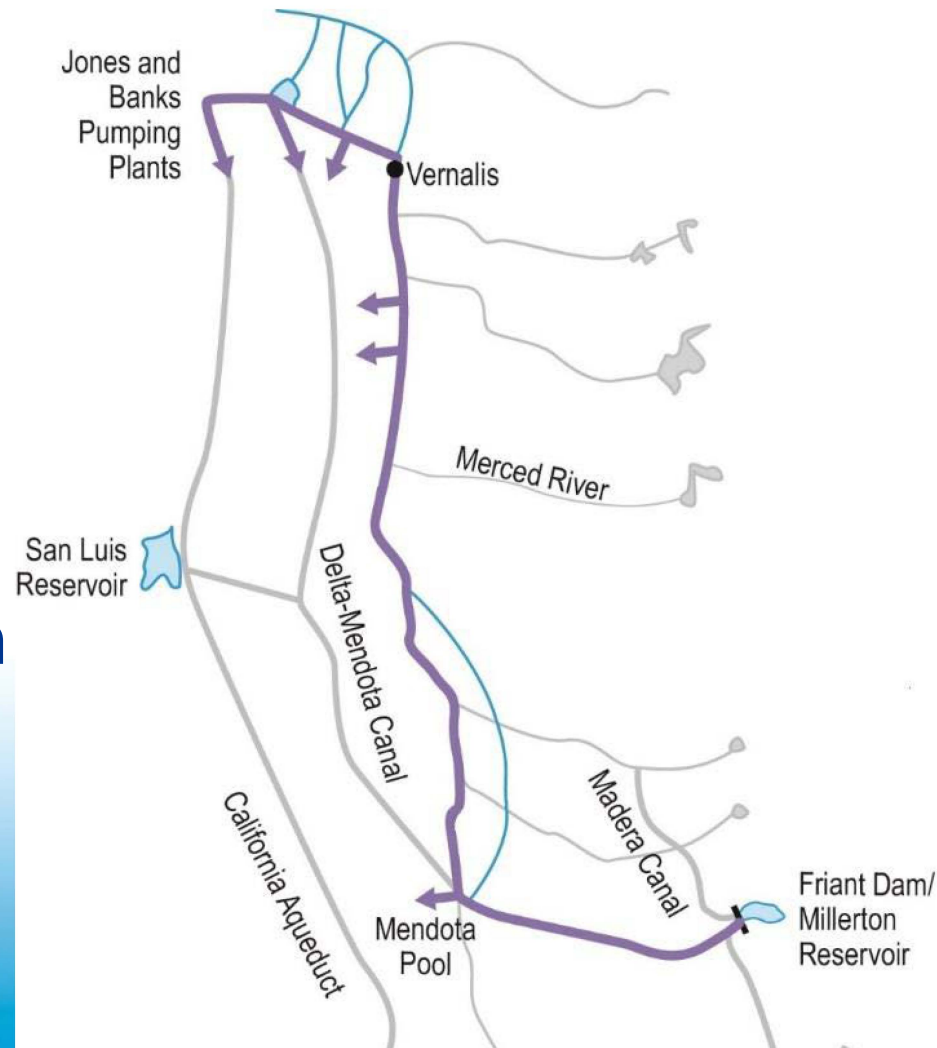 Jones and
Banks
Pumping
Plants
Vernalis
Merced River
San Luis
Reservoir
Delta-Mendota Canal
Madera Canal
California Aqueduct
Mendota
Pool
Friant Dam/
Millerton
Reservoir